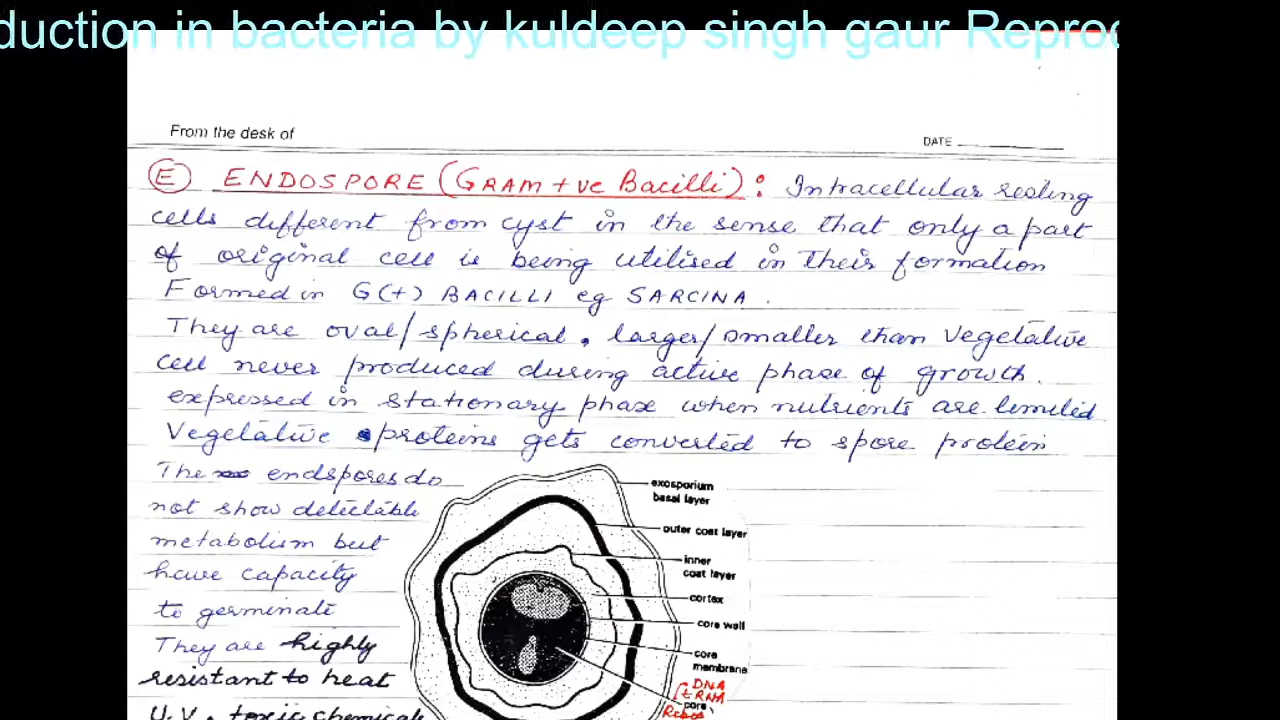 duction in bacteria by kuldeep singh gaur Reproc
From the desk of
DATE
E ENDOSPORE (GRAM +ve Bacilli) : Intracellular resting
cells different from cyst in the sense that only a part
of original cell is being utilised in their formation
Formed in G(+) BACILLI eg SARCINA .
They are oval/spherical . larger/smaller than vegetative
cell never produced during active phase of growth.
expressed in stationary phase when nutrients are limited
Vegetative proteins gets converted to spore protein
The endspores do
not show detectable
metabolism but
have capacity
to germinate
They are highly
resistant to heat
U.V. toxic chemicals
exosporium
basal layer
outer coat layer
inner
coat layer
cortex
core wall
core
membrane
DNA
t RNA
core